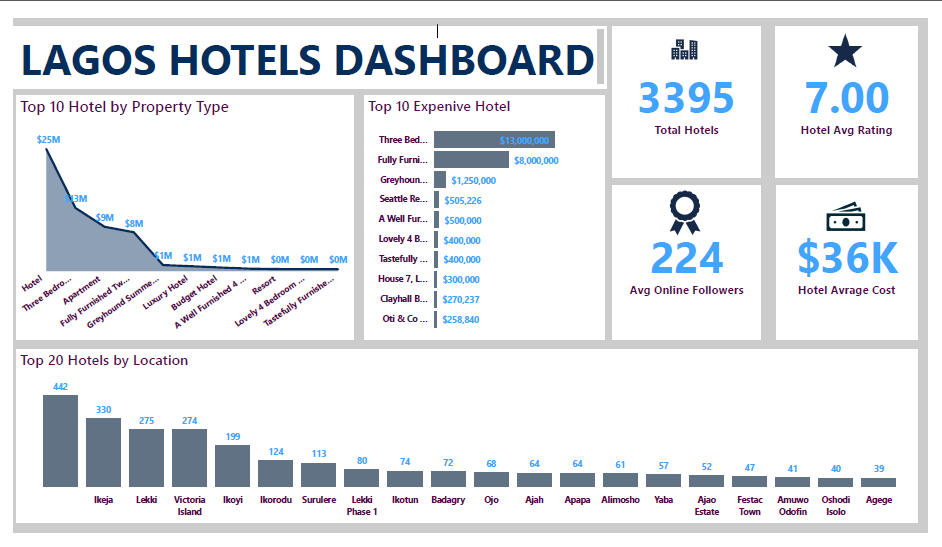 LAGOS HOTELS DASHBOARD
3395
Total Hotels
7.00
Hotel Avg Rating
224
Avg Online Followers
$36K
Hotel Avrage Cost
Top 10 Hotel by Property Type
$25M
$13M
$9M
$8M
$1M
$1M
$1M
$1M
$0M
$0M
$0M
Hotel
Three Bedro...
Apartment
Fully Furnished Tw...
Greyhound Summe...
Luxury Hotel
Budget Hotel
A Well Furnished 4 ...
Resort
Lovely 4 Bedroom ...
Tastefully Furnishe...
Top 10 Expenive Hotel
Three Bed... $13,000,000
Fully Furni... $8,000,000
Greyhoun... $1,250,000
Seattle Re... $505,226
A Well Fur... $500,000
Lovely 4 B... $400,000
Tastefully ... $400,000
House 7, L... $300,000
Clayhall B... $270,237
Oti & Co ... $258,840
Top 20 Hotels by Location
442
330
275
274
199
124
113
80
74
72
68
64
64
61
57
52
47
41
40
39
Ikeja
Lekki
Victoria
Island
Ikoyi
Ikorodu
Surulere
Lekki
Phase 1
Ikotun
Badagry
Ojo
Ajah
Apapa
Alimosho
Yaba
Ajao
Estate
Festac
Town
Amuwo
Odofin
Oshodi
Isolo
Agege